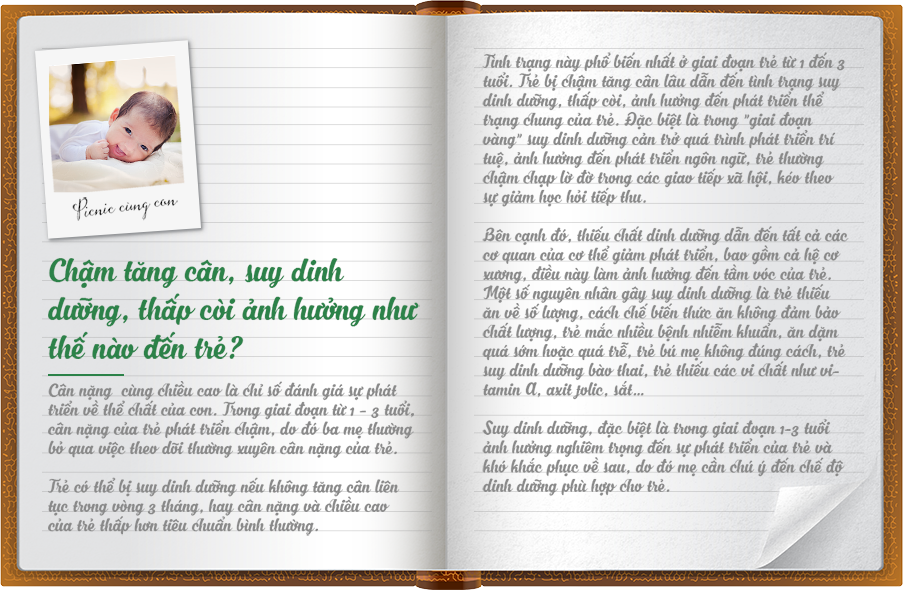 Picnic cùng con
Chậm tăng cân, suy dinh
dưỡng, thấp còi ảnh hưởng như
thế nào đến trẻ?
Cân nặng cùng chiều cao là chỉ số đánh giá sự phát
triển về thể chất của con. Trong giai đoạn từ 1 - 3 tuổi,
cân nặng của trẻ phát triển chậm, do đó ba mẹ thường
bỏ qua việc theo dõi thường xuyên cân nặng của trẻ.
Trẻ có thể bị suy dinh dưỡng nếu không tăng cân liên
tục trong vòng 3 tháng, hay cân nặng và chiều cao
của trẻ thấp hơn tiêu chuẩn bình thường.
Tình trạng này phổ biến nhất ở giai đoạn trẻ từ 1 đến 3
tuổi. Trẻ bị chậm tăng cân lâu dẫn đến tình trạng suy
dinh dưỡng, thấp còi, ảnh hưởng đến phát triển thể
trạng chung của trẻ. Đặc biệt là trong "giai đoạn
vàng" suy dinh dưỡng cản trở quá trình phát triển trí
tuệ, ảnh hưởng đến phát triển ngôn ngữ, trẻ thường
chậm chạp lờ đờ trong các giao tiếp xã hội, kéo theo
sự giảm học hỏi tiếp thu.
Bên cạnh đó, thiếu chất dinh dưỡng dẫn đến tất cả các
cơ quan của cơ thể giảm phát triển, bao gồm cả hệ cơ
xương, điều này làm ảnh hưởng đến tầm vóc của trẻ.
Một số nguyên nhân gây suy dinh dưỡng là trẻ thiếu
ăn về số lượng, cách chế biến thức ăn không đảm bảo
chất lượng, trẻ mắc nhiều bệnh nhiễm khuẩn, ăn dặm
quá sớm hoặc quá trễ, trẻ bú mẹ không đúng cách, trẻ
suy dinh dưỡng bào thai, trẻ thiếu các vi chất như vi-
tamin A, axit folic, sắt...
Suy dinh dưỡng, đặc biệt là trong giai đoạn 1-3 tuổi
ảnh hưởng nghiêm trọng đến sự phát triển của trẻ và
khó khắc phục về sau, do đó mẹ cần chú ý đến chế độ
dinh dưỡng phù hợp cho trẻ.